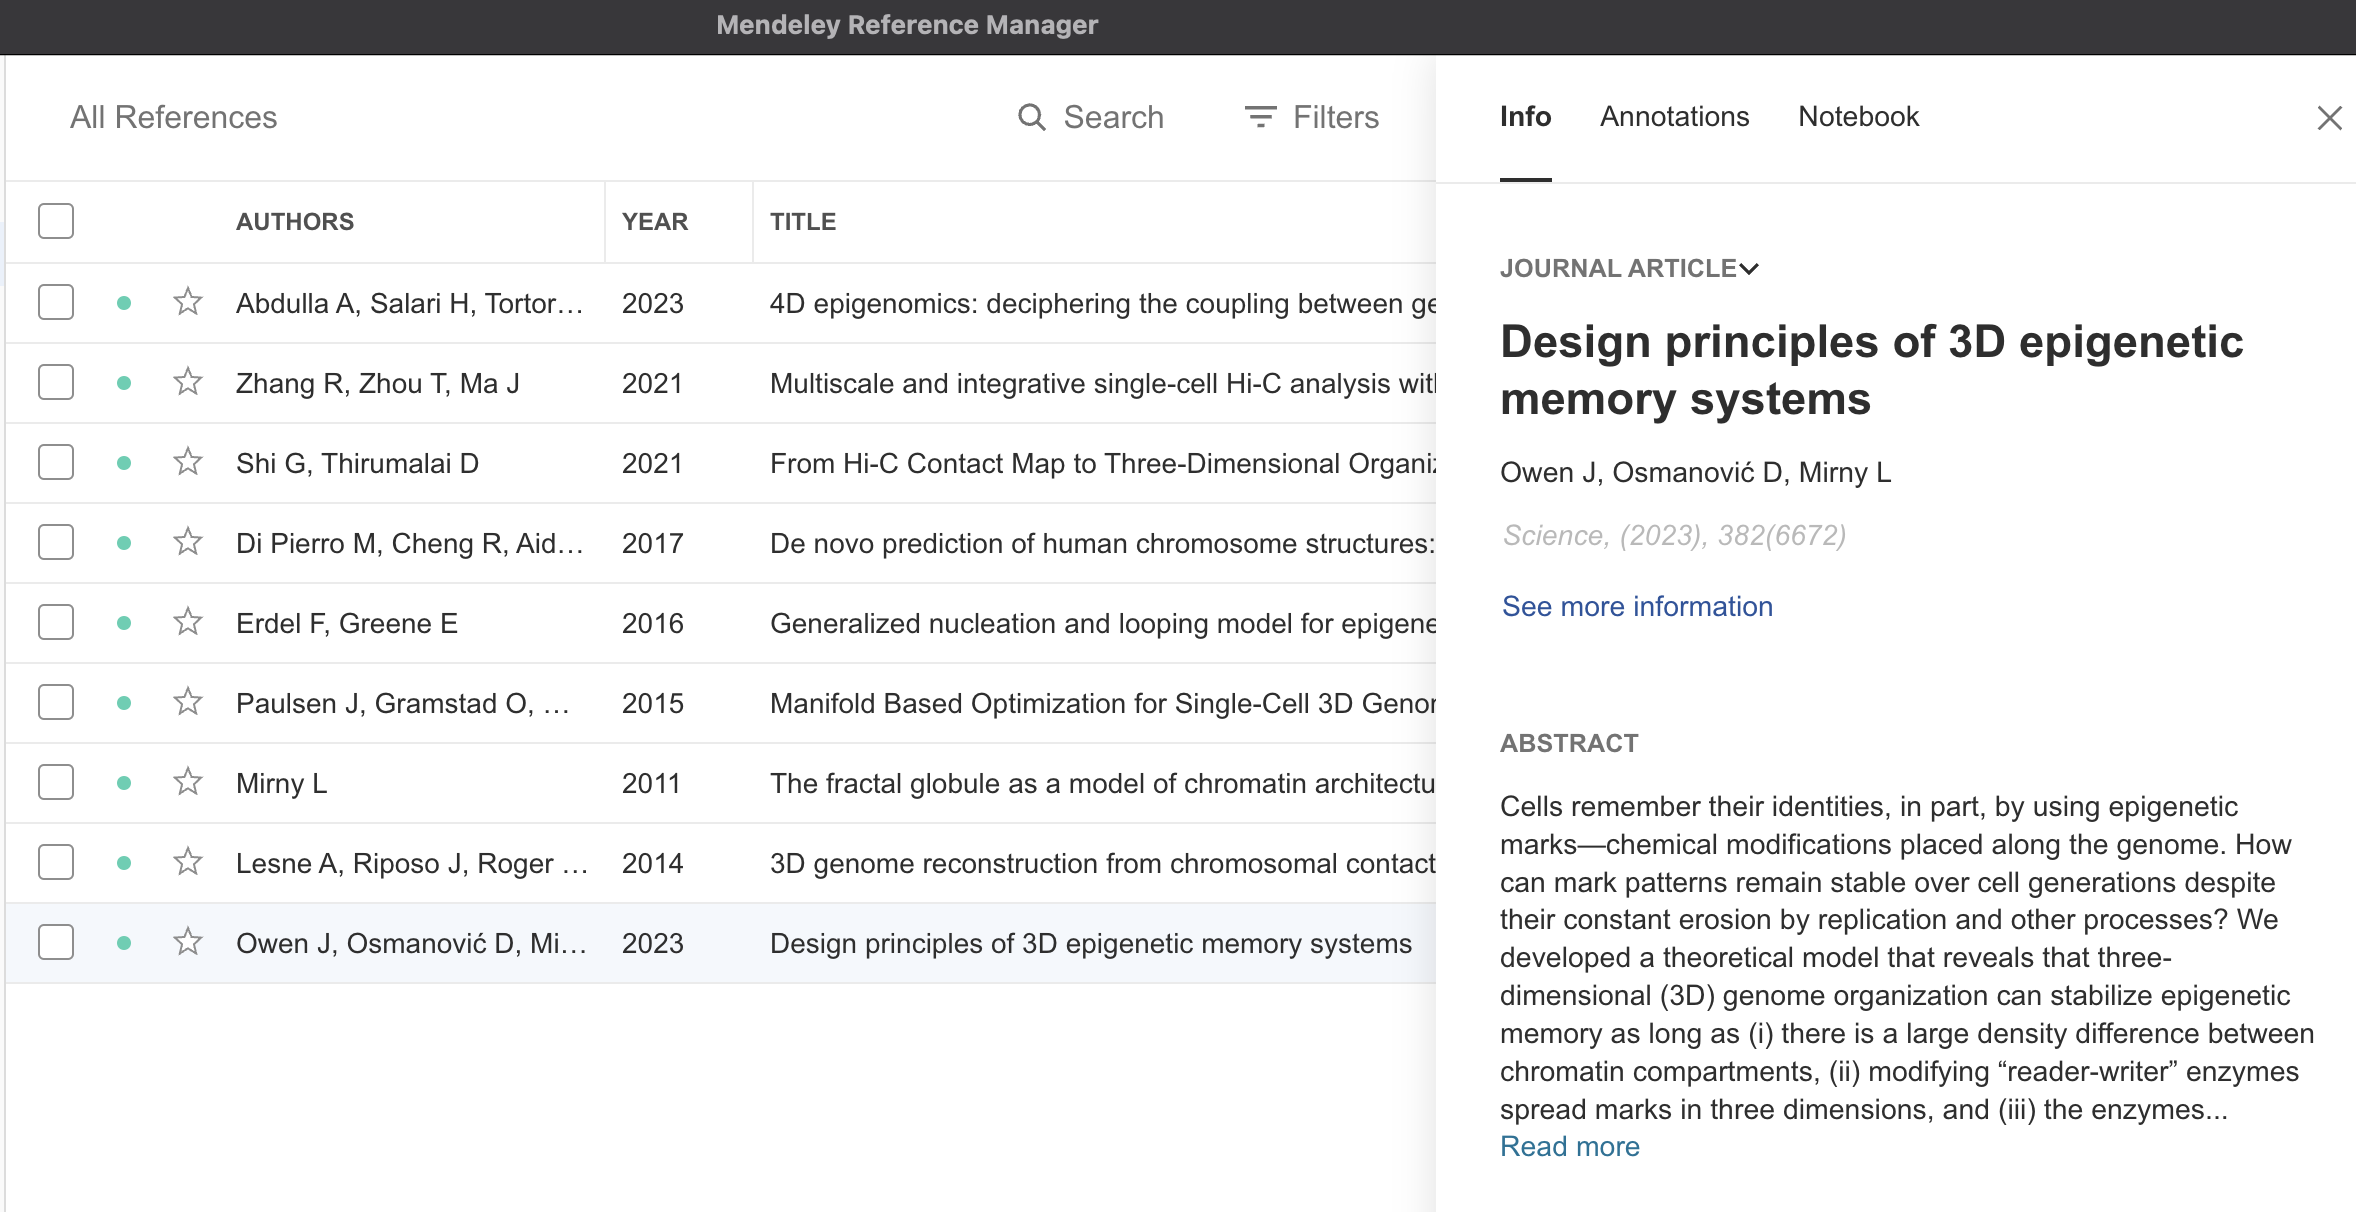 Mendeley Reference Manager
All References
Search
Filters
AUTHORS YEAR TITLE
Abdulla A, Salari H, Tortor... 2023 4D epigenomics: deciphering the coupling between ge
Zhang R, Zhou T, Ma J 2021 Multiscale and integrative single-cell Hi-C analysis with
Shi G, Thirumalai D 2021 From Hi-C Contact Map to Three-Dimensional Organiz
Di Pierro M, Cheng R, Aid... 2017 De novo prediction of human chromosome structures:
Erdel F, Greene E 2016 Generalized nucleation and looping model for epigene
Paulsen J, Gramstad O, ... 2015 Manifold Based Optimization for Single-Cell 3D Genom
Mirny L 2011 The fractal globule as a model of chromatin architectu
Lesne A, Riposo J, Roger ... 2014 3D genome reconstruction from chromosomal contact
Owen J, Osmanović D, Mi... 2023 Design principles of 3D epigenetic memory systems
Info Annotations Notebook
JOURNAL ARTICLE
Design principles of 3D epigenetic
memory systems
Owen J, Osmanović D, Mirny L
Science, (2023), 382(6672)
See more information
ABSTRACT
Cells remember their identities, in part, by using epigenetic
marks—chemical modifications placed along the genome. How
can mark patterns remain stable over cell generations despite
their constant erosion by replication and other processes? We
developed a theoretical model that reveals that three-
dimensional (3D) genome organization can stabilize epigenetic
memory as long as (i) there is a large density difference between
chromatin compartments, (ii) modifying “reader-writer” enzymes
spread marks in three dimensions, and (iii) the enzymes...
Read more